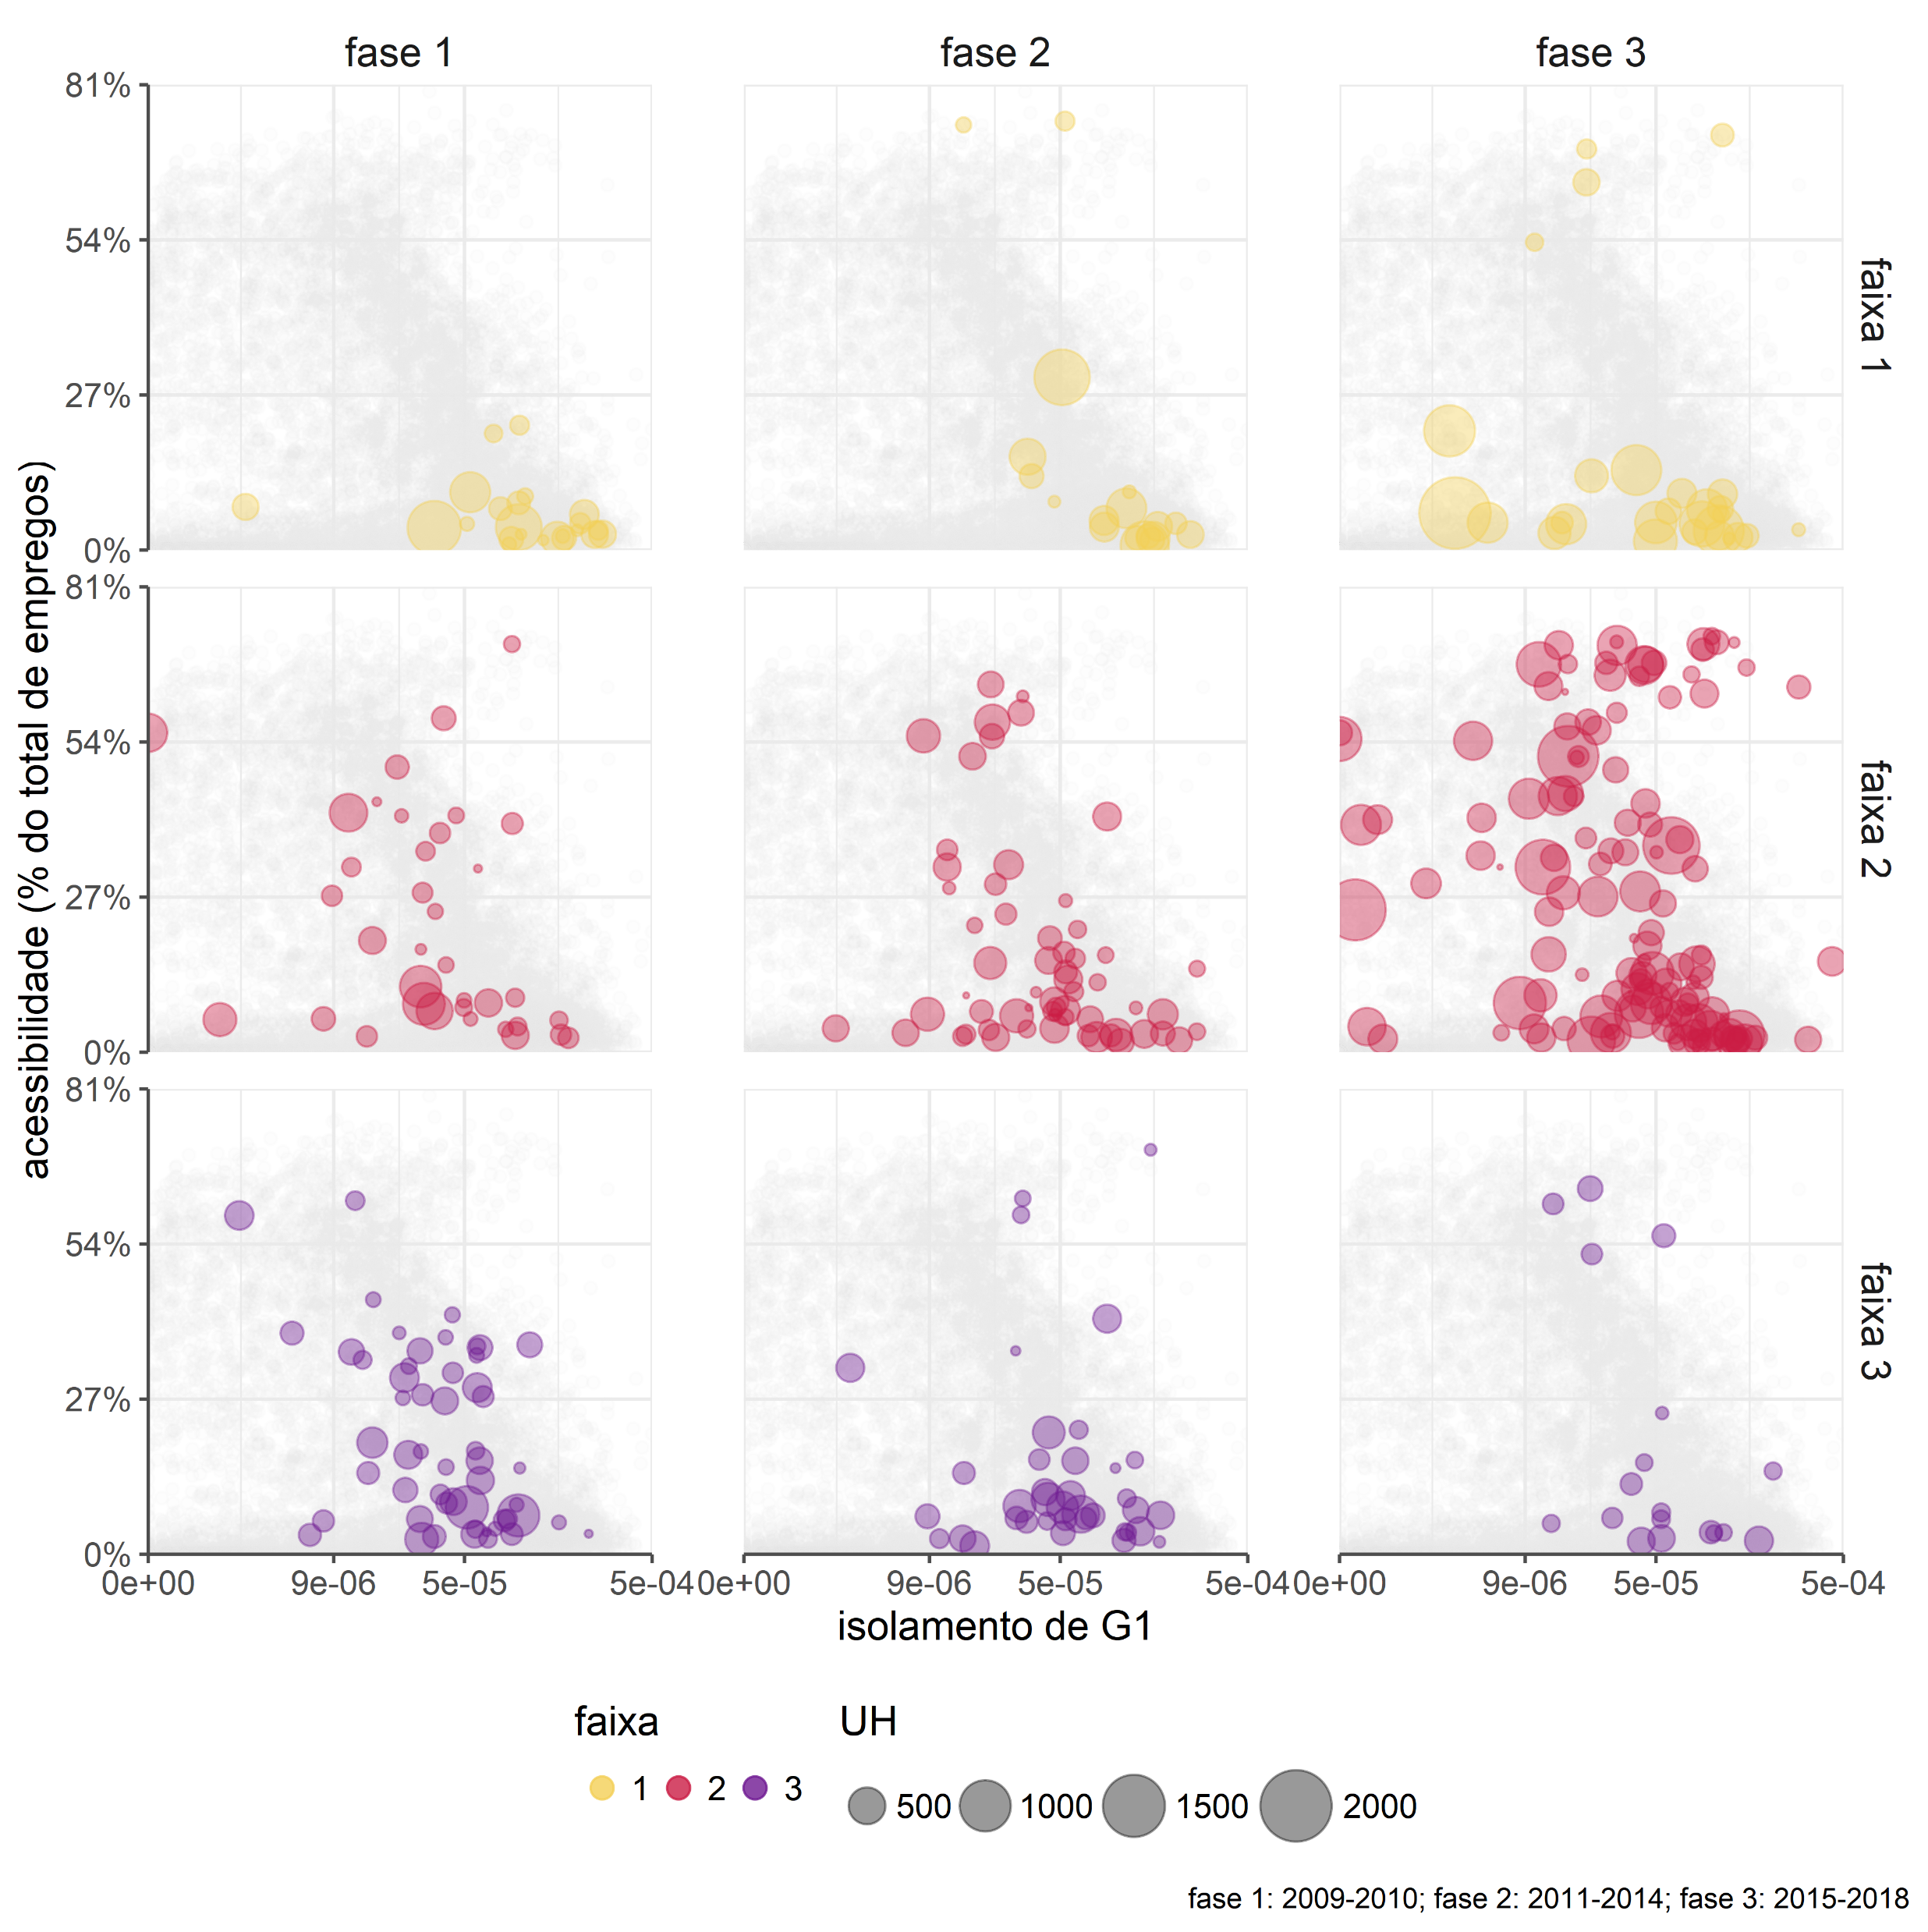 fase 1
fase 2
fase 3
81%
54%
27%
0%
faixa 1
81%
54%
27%
0%
faixa 2
81%
54%
27%
0%
faixa 3
acessibilidade (% do total de empregos)
0e+00 9e-06 5e-05 5e-04
0e+00 9e-06 5e-05 5e-04
0e+00 9e-06 5e-05 5e-04
isolamento de G1
faixa
1 2 3
UH
500 1000 1500 2000
fase 1: 2009-2010; fase 2: 2011-2014; fase 3: 2015-2018